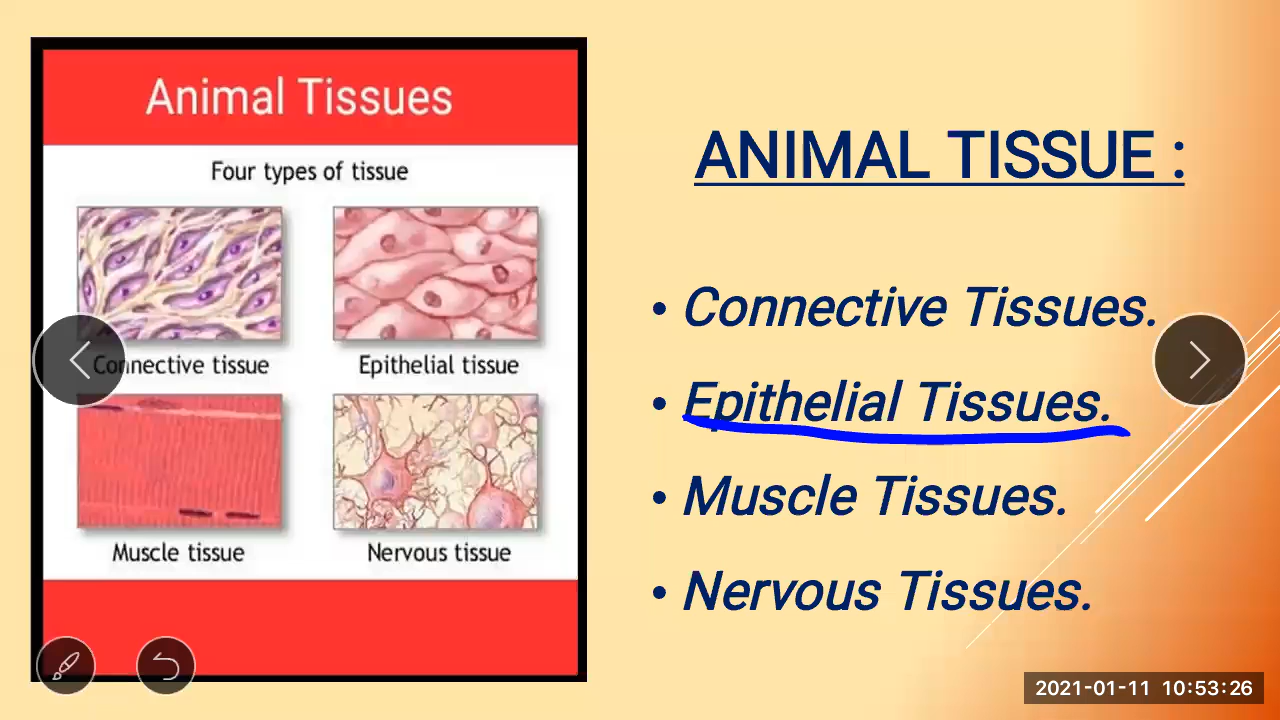 Animal Tissues
Four types of tissue
Connective tissue
Epithelial tissue
Muscle tissue
Nervous tissue
ANIMAL TISSUE :
• Connective Tissues.
• Epithelial Tissues.
• Muscle Tissues.
• Nervous Tissues.
2021-01-11 10:53:26